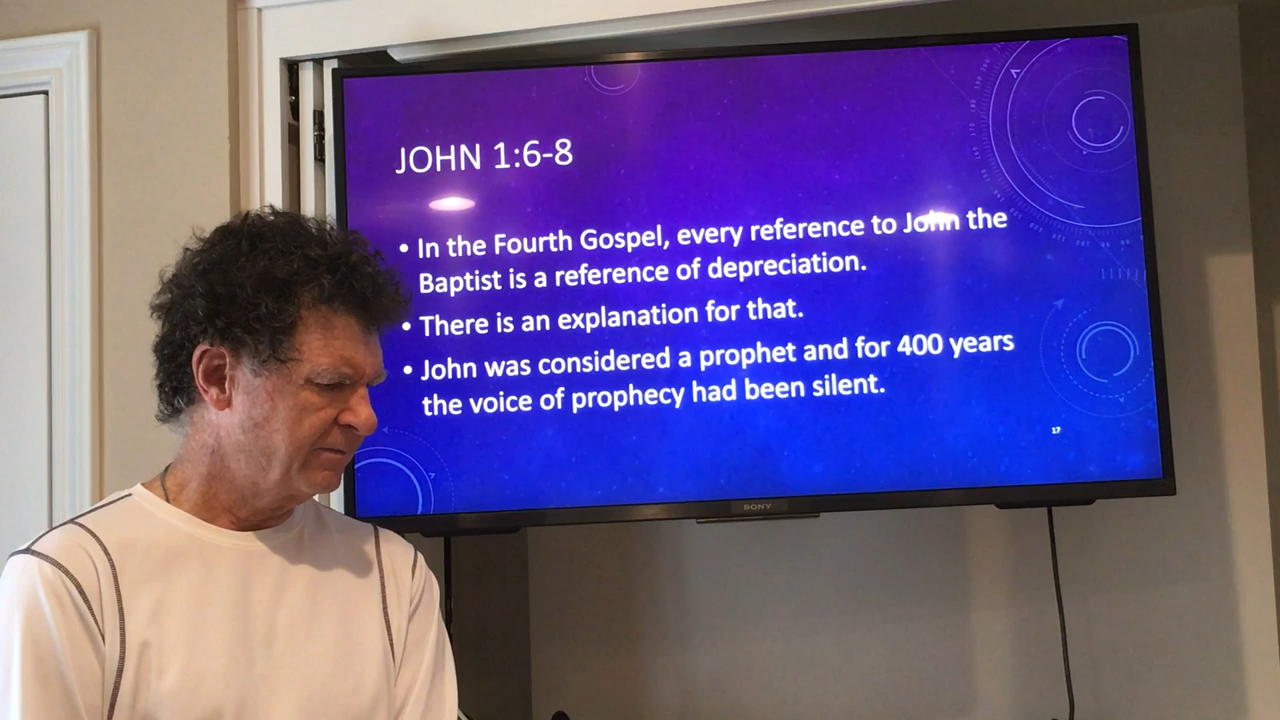 JOHN 1:6-8
• In the Fourth Gospel, every reference to John the
Baptist is a reference of depreciation.
• There is an explanation for that.
• John was considered a prophet and for 400 years
the voice of prophecy had been silent.
17
SONY